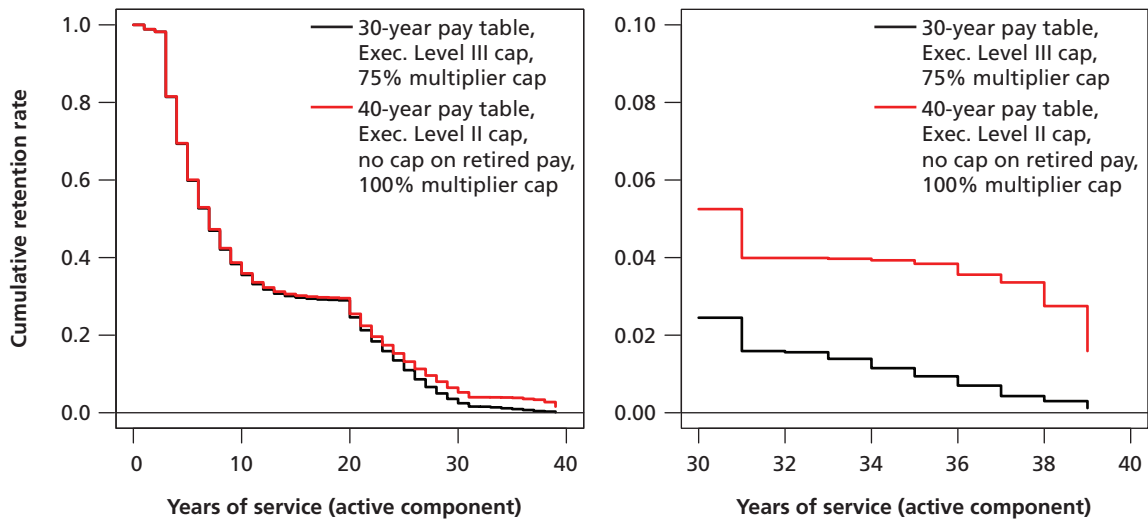 Cumulative retention rate
1.0
0.8
0.6
0.4
0.2
0.0
30-year pay table,
Exec. Level III cap,
75% multiplier cap
40-year pay table,
Exec. Level II cap,
no cap on retired pay,
100% multiplier cap
0 10 20 30 40
Years of service (active component)
0.10
0.08
0.06
0.04
0.02
0.00
30-year pay table,
Exec. Level III cap,
75% multiplier cap
40-year pay table,
Exec. Level II cap,
no cap on retired pay,
100% multiplier cap
30 32 34 36 38 40
Years of service (active component)